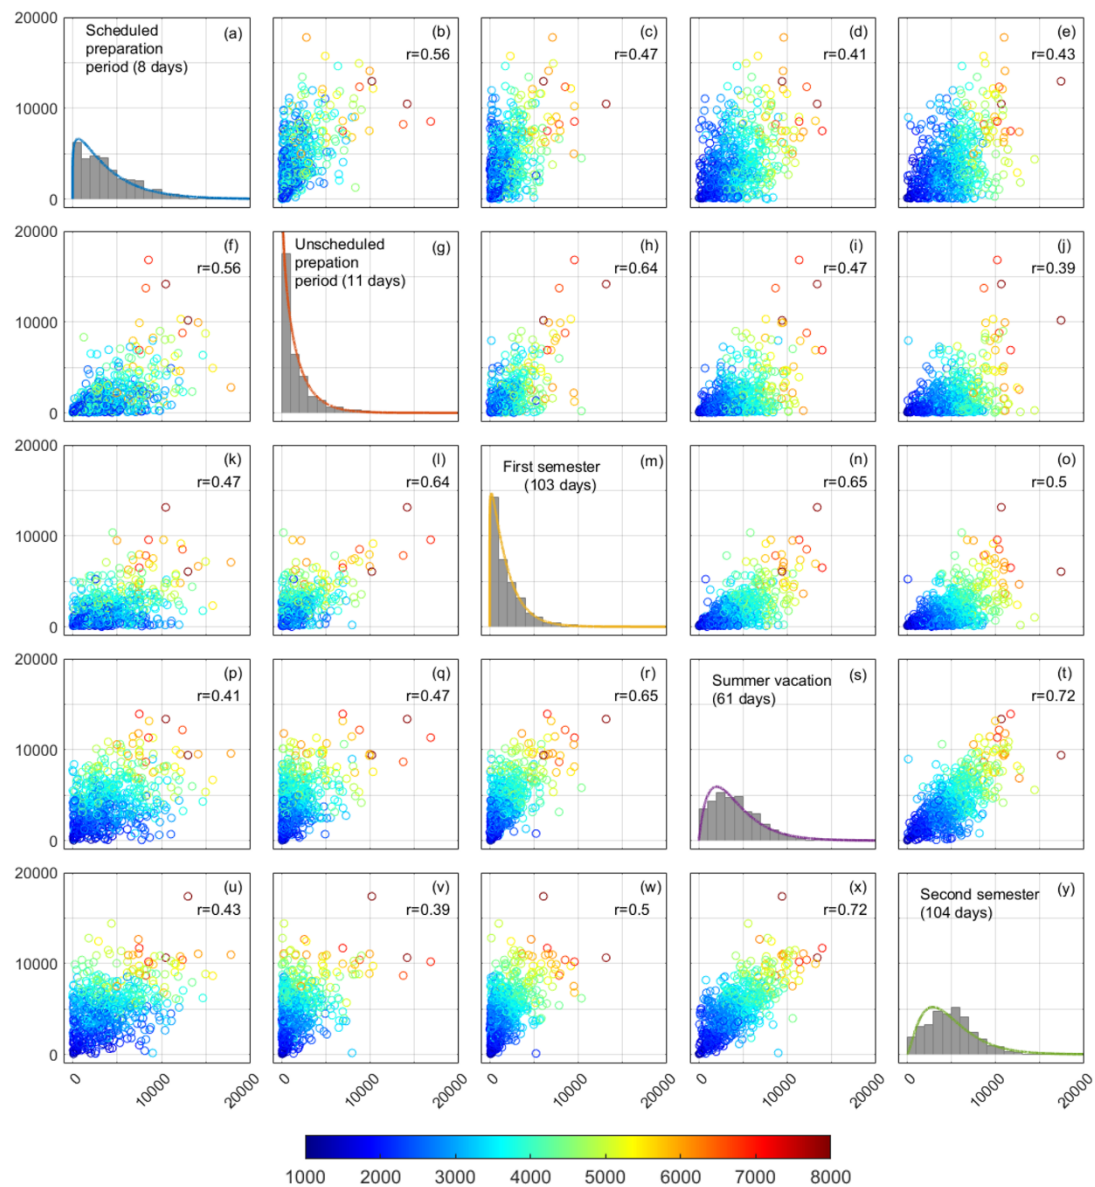 20000
Scheduled
preparation
period (8 days)
(a)
(b)
r=0.56
(c)
r=0.47
(d)
r=0.41
(e)
r=0.43
10000
0
20000
(f)
r=0.56
Unscheduled
prepation
period (11 days)
(g)
(h)
r=0.64
(i)
r=0.47
(j)
r=0.39
10000
0
20000
(k)
r=0.47
(l)
r=0.64
First semester
(103 days)
(m)
(n)
r=0.65
(o)
r=0.5
10000
0
20000
(p)
r=0.41
(q)
r=0.47
(r)
r=0.65
Summer vacation
(61 days)
(s)
(t)
r=0.72
10000
0
20000
(u)
r=0.43
(v)
r=0.39
(w)
r=0.5
(x)
r=0.72
Second semester
(104 days)
(y)
10000
0
0 10000 20000 0 10000 20000 0 10000 20000 0 10000 20000 0 10000 20000
1000 2000 3000 4000 5000 6000 7000 8000